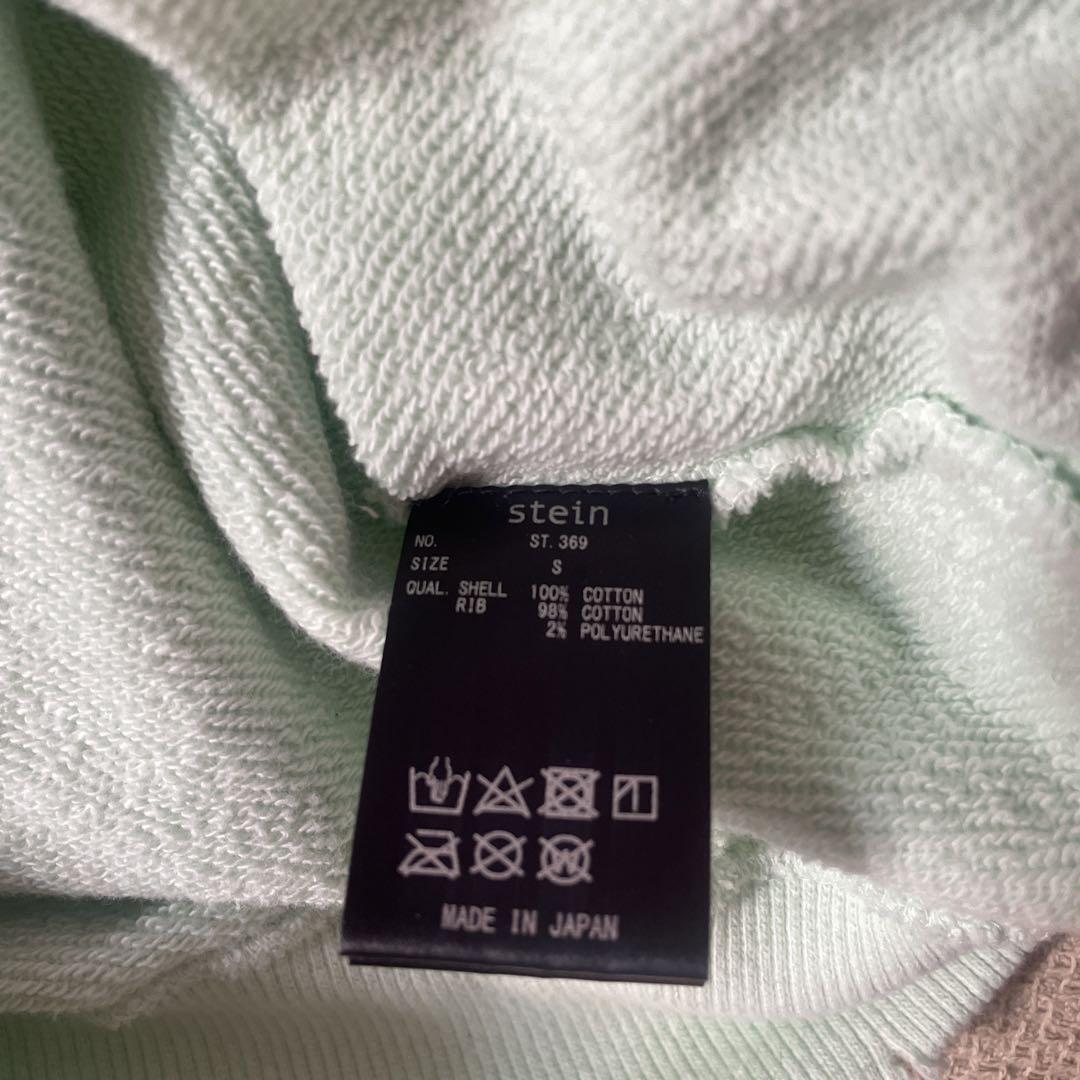 stein
NO. ST. 369
SIZE S
QUAL. SHELL 100% COTTON
RIB 98% COTTON
2% POLYURETHANE
W
MADE IN JAPAN